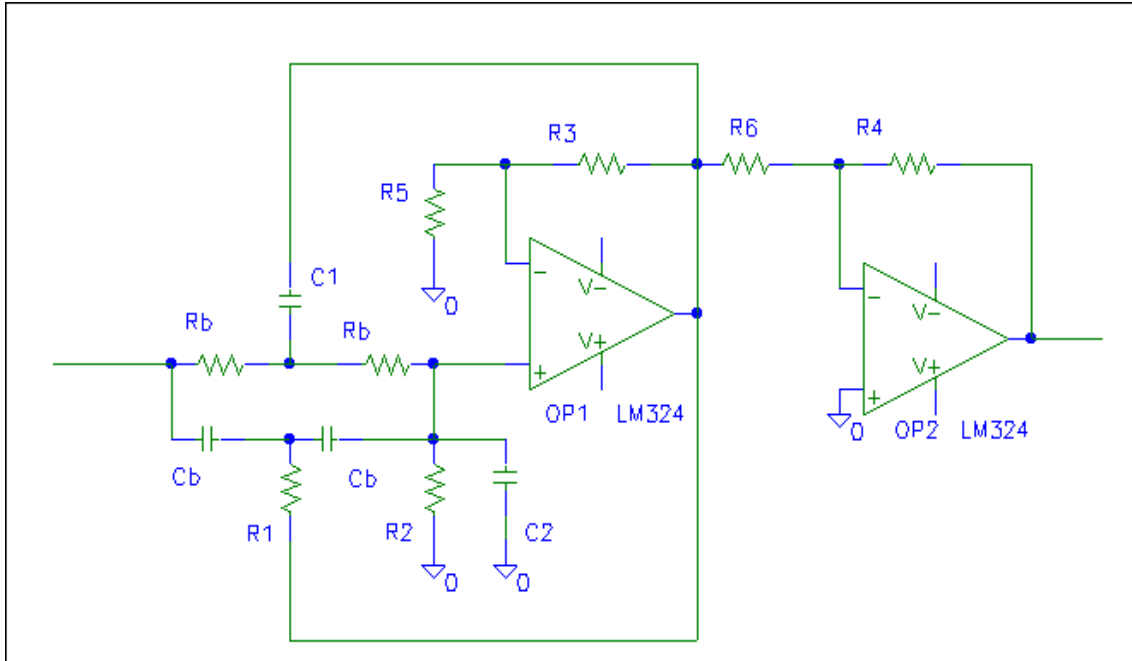 R3
R6
R4
R5
C1
V-
V-
0
Rb
Rb
V+
V+
OP1
LM324
0
OP2
LM324
Cb
Cb
R1
R2
C2
0
0